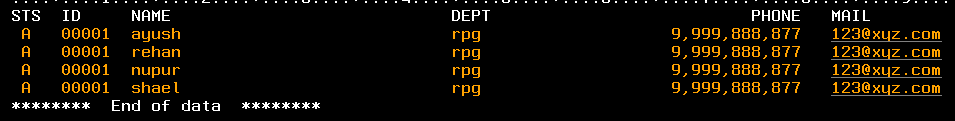 STS ID NAME DEPT PHONE MAIL
A 00001 ayush rpg 9,999,888,877 123@xyz.com
A 00001 rehan rpg 9,999,888,877 123@xyz.com
A 00001 nupur rpg 9,999,888,877 123@xyz.com
A 00001 shael rpg 9,999,888,877 123@xyz.com
******** End of data ********